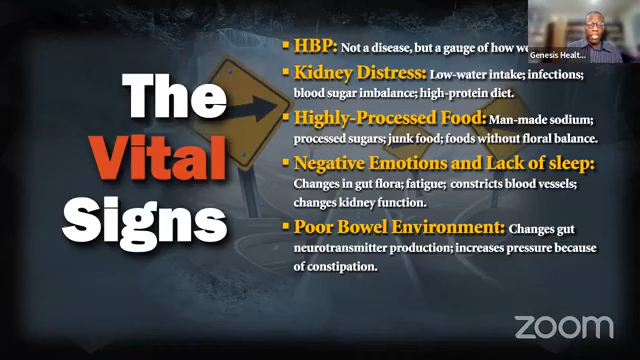 The
Vital
Signs
HBP: Not a disease, but a gauge of how
Kidney Distress: Low-water intake; infections;
blood sugar imbalance; high-protein diet.
Highly-Processed Food: Man-made sodium;
processed sugars; junk food; foods without floral balance.
Negative Emotions and Lack of sleep:
Changes in gut flora; fatigue; constricts blood vessels;
changes kidney function.
Poor Bowel Environment: Changes gut
neurotransmitter production; increases pressure because
of constipation.
Genesis Healt...
zoom